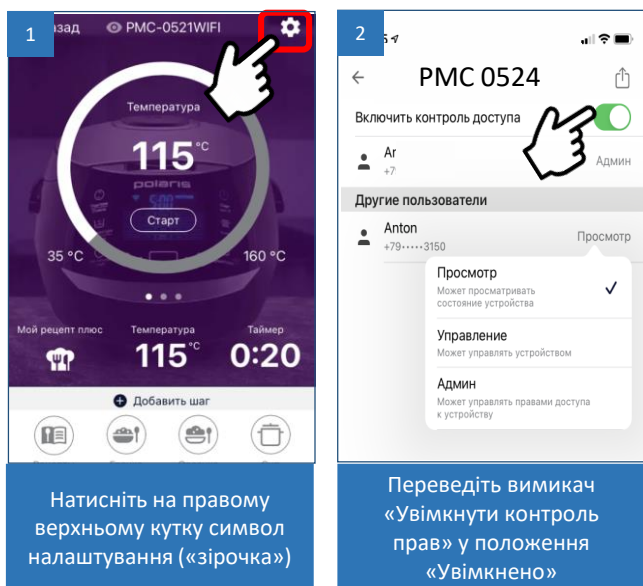 1
зад
PMC-0521WIFI
Температура
115 °C
polaris
Старт
35 °C
160 °C
Мой рецепт плюс
Температура
Таймер
115 °C
0:20
Добавить шаг
Натисніть на правому
верхньому кутку символ
налаштування («зірочка»)
2
PMC 0524
Включить контроль доступа
Ar
+7
Админ
Другие пользователи
Anton
+79·····3150
Просмотр
Просмотр
Может просматривать
состояние устройства
Управление
Может управлять устройством
Админ
Может управлять правами доступа
к устройству
Переведіть вимикач
«Увімкнути контроль
прав» у положення
«Увімкнено»